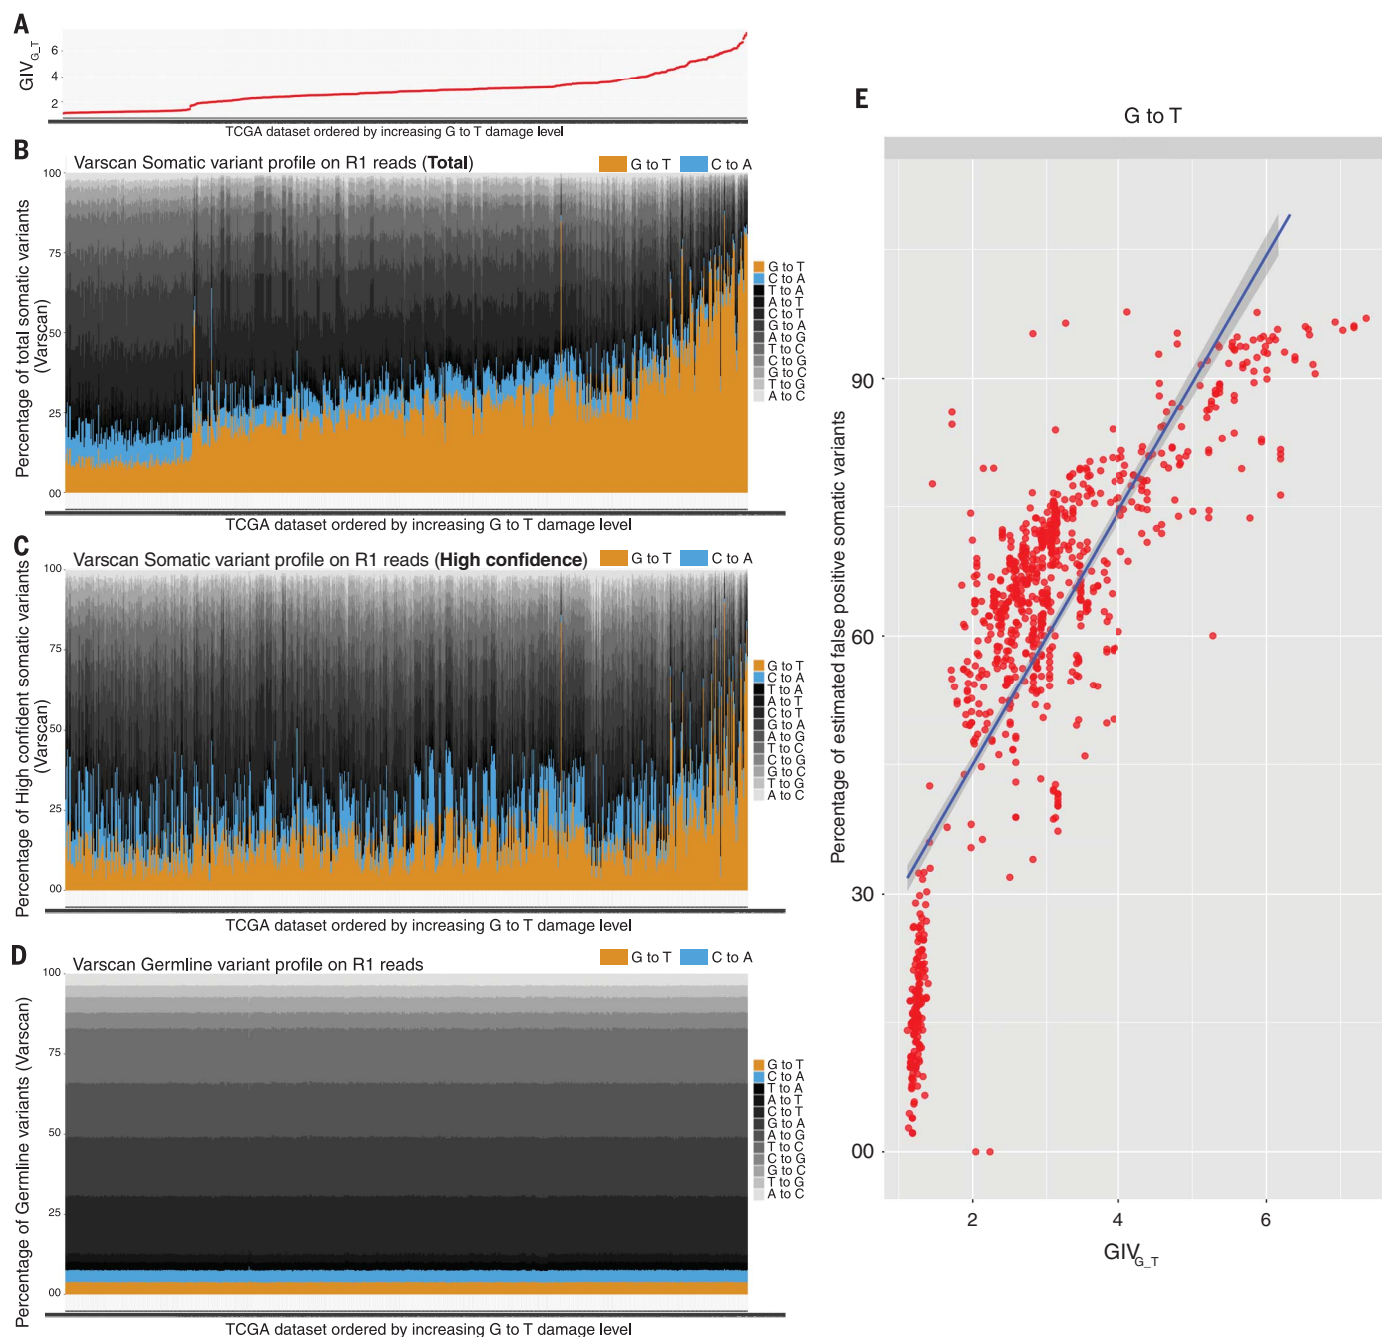 A
GIV G_T
6
4
2
TCGA dataset ordered by increasing G to T damage level
B
Varscan Somatic variant profile on R1 reads (Total)
G to T
C to A
Percentage of total somatic variants
(Varscan)
100
75
50
25
00
G to T
C to A
T to A
A to T
C to T
G to A
A to G
T to C
C to G
G to C
T to G
A to C
TCGA dataset ordered by increasing G to T damage level
C
Varscan Somatic variant profile on R1 reads (High confidence)
G to T
C to A
Percentage of High confident somatic variants
(Varscan)
100
75
50
25
00
G to T
C to A
T to A
A to T
C to T
G to A
A to G
T to C
C to G
G to C
T to G
A to C
TCGA dataset ordered by increasing G to T damage level
D
Varscan Germline variant profile on R1 reads
G to T
C to A
Percentage of Germline variants (Varscan)
100
75
50
25
00
G to T
C to A
T to A
A to T
C to T
G to A
A to G
T to C
C to G
G to C
T to G
A to C
TCGA dataset ordered by increasing G to T damage level
E
G to T
Percentage of estimated false positive somatic variants
90
60
30
00
2
4
6
GIV G_T